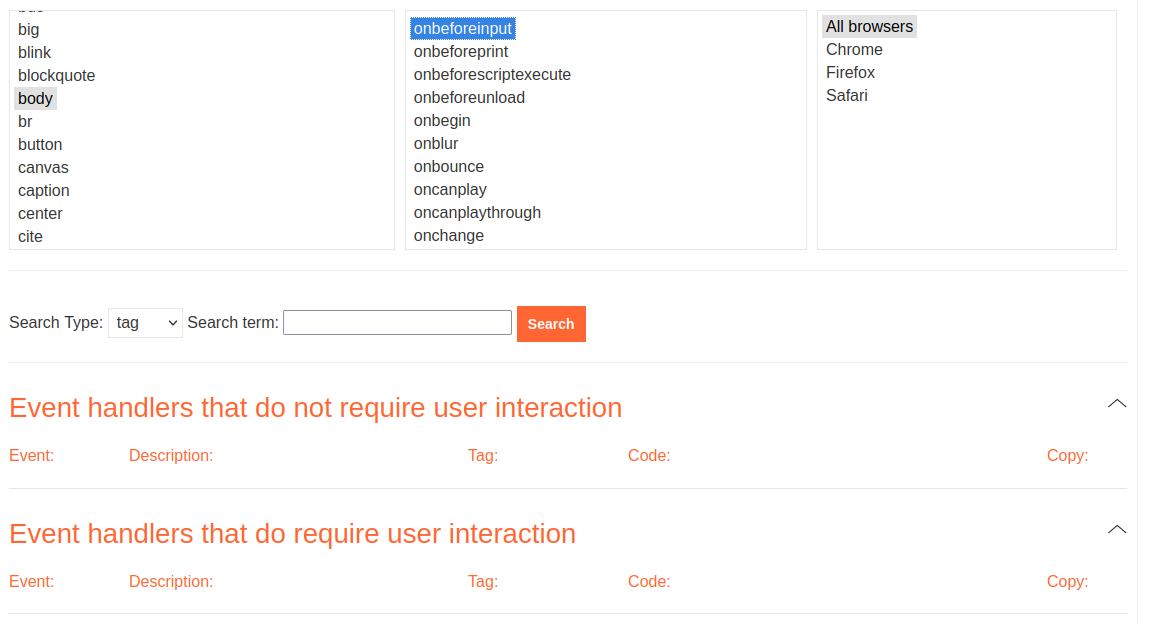 big
blink
blockquote
body
br
button
canvas
caption
center
cite
onbeforeinput
onbeforeprint
onbeforescriptexecute
onbeforeunload
onbegin
onblur
onbounce
oncanplay
oncanplaythrough
onchange
All browsers
Chrome
Firefox
Safari
Search Type: tag Search term: Search
Event handlers that do not require user interaction
Event: Description: Tag: Code: Copy:
Event handlers that do require user interaction
Event: Description: Tag: Code: Copy: